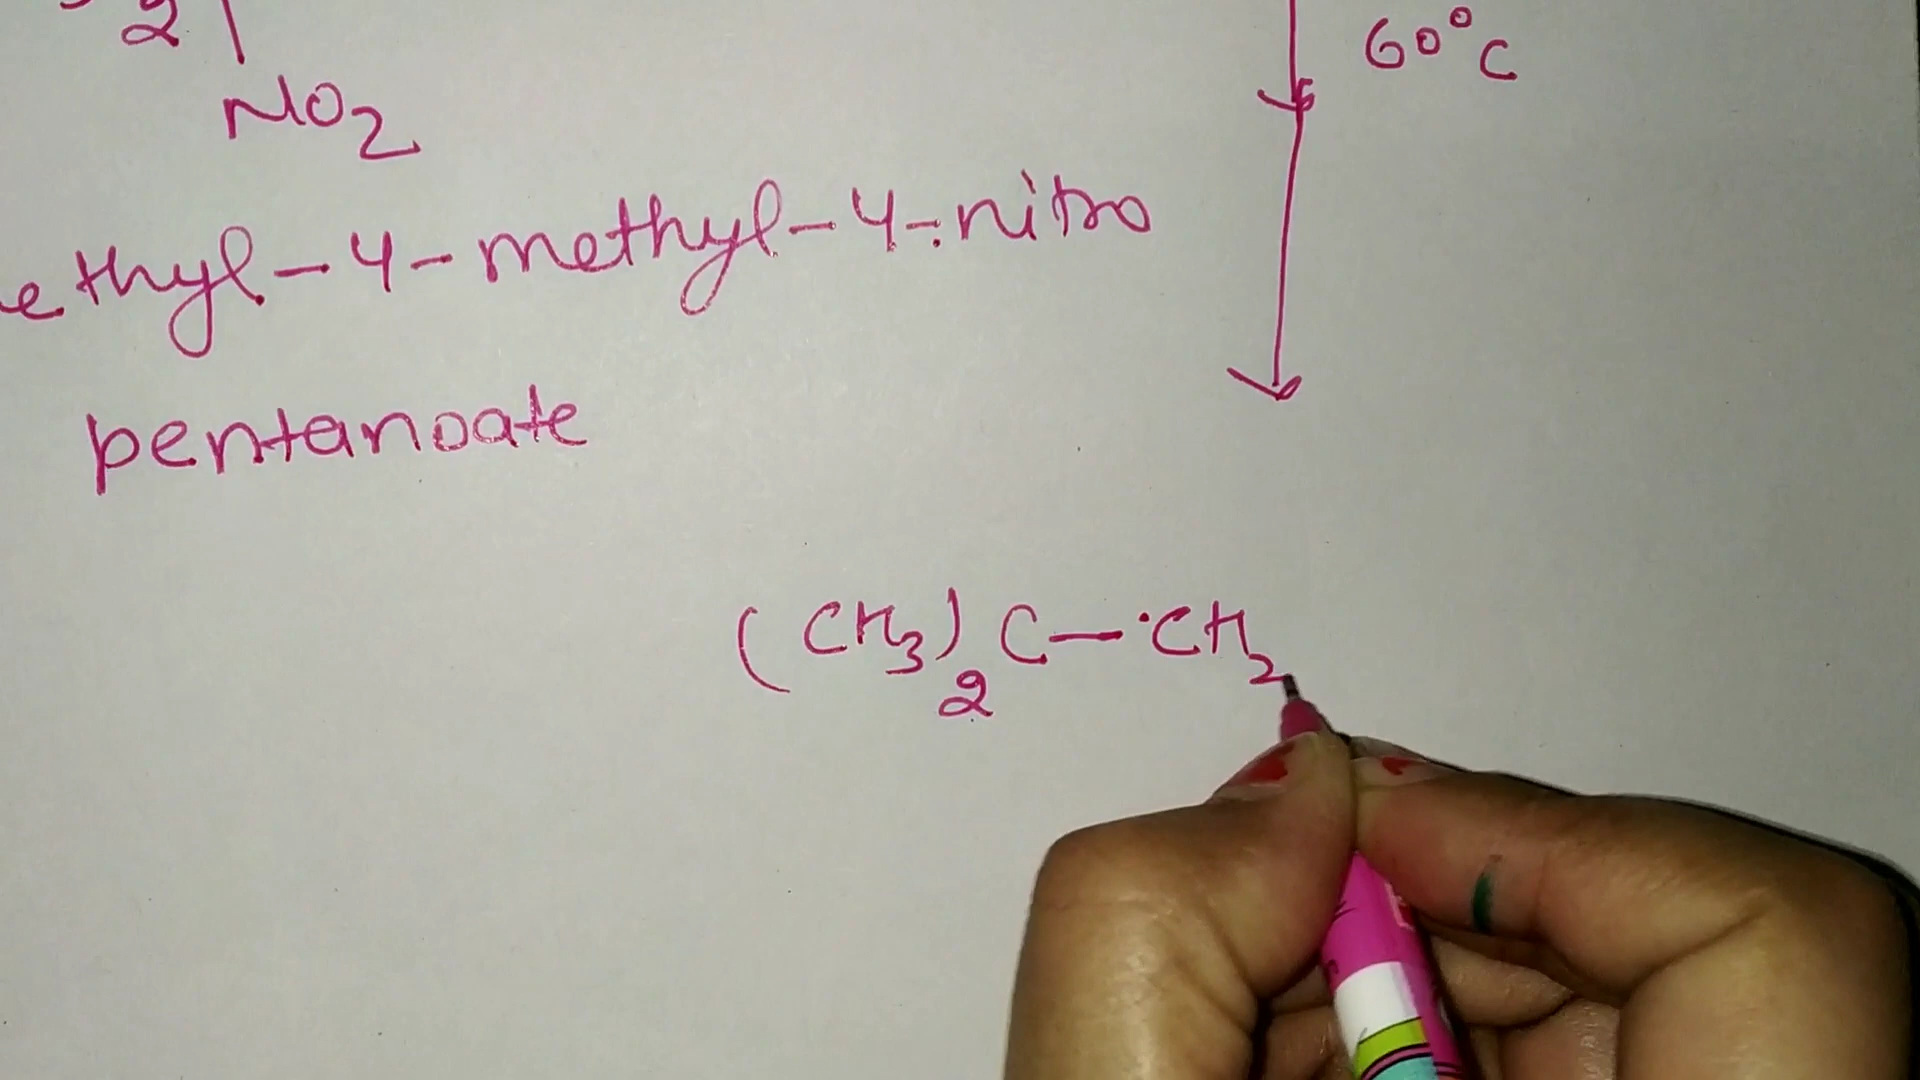 2
60°C
NO2
ethyl-4-methyl-4-nitro
pentanoate
(CH3)2C-CH2